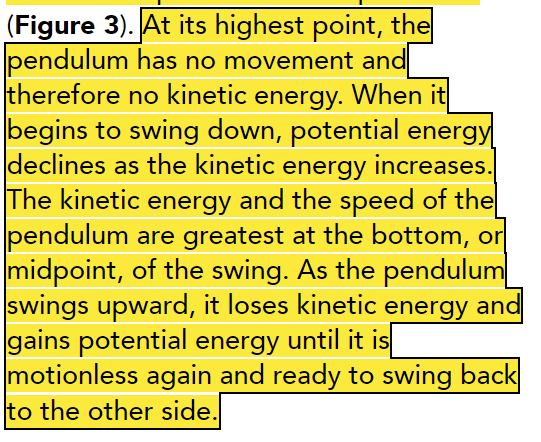 (Figure 3). At its highest point, the
pendulum has no movement and
therefore no kinetic energy. When it
begins to swing down, potential energy
declines as the kinetic energy increases.
The kinetic energy and the speed of the
pendulum are greatest at the bottom, or
midpoint, of the swing. As the pendulum
swings upward, it loses kinetic energy and
gains potential energy until it is
motionless again and ready to swing back
to the other side.